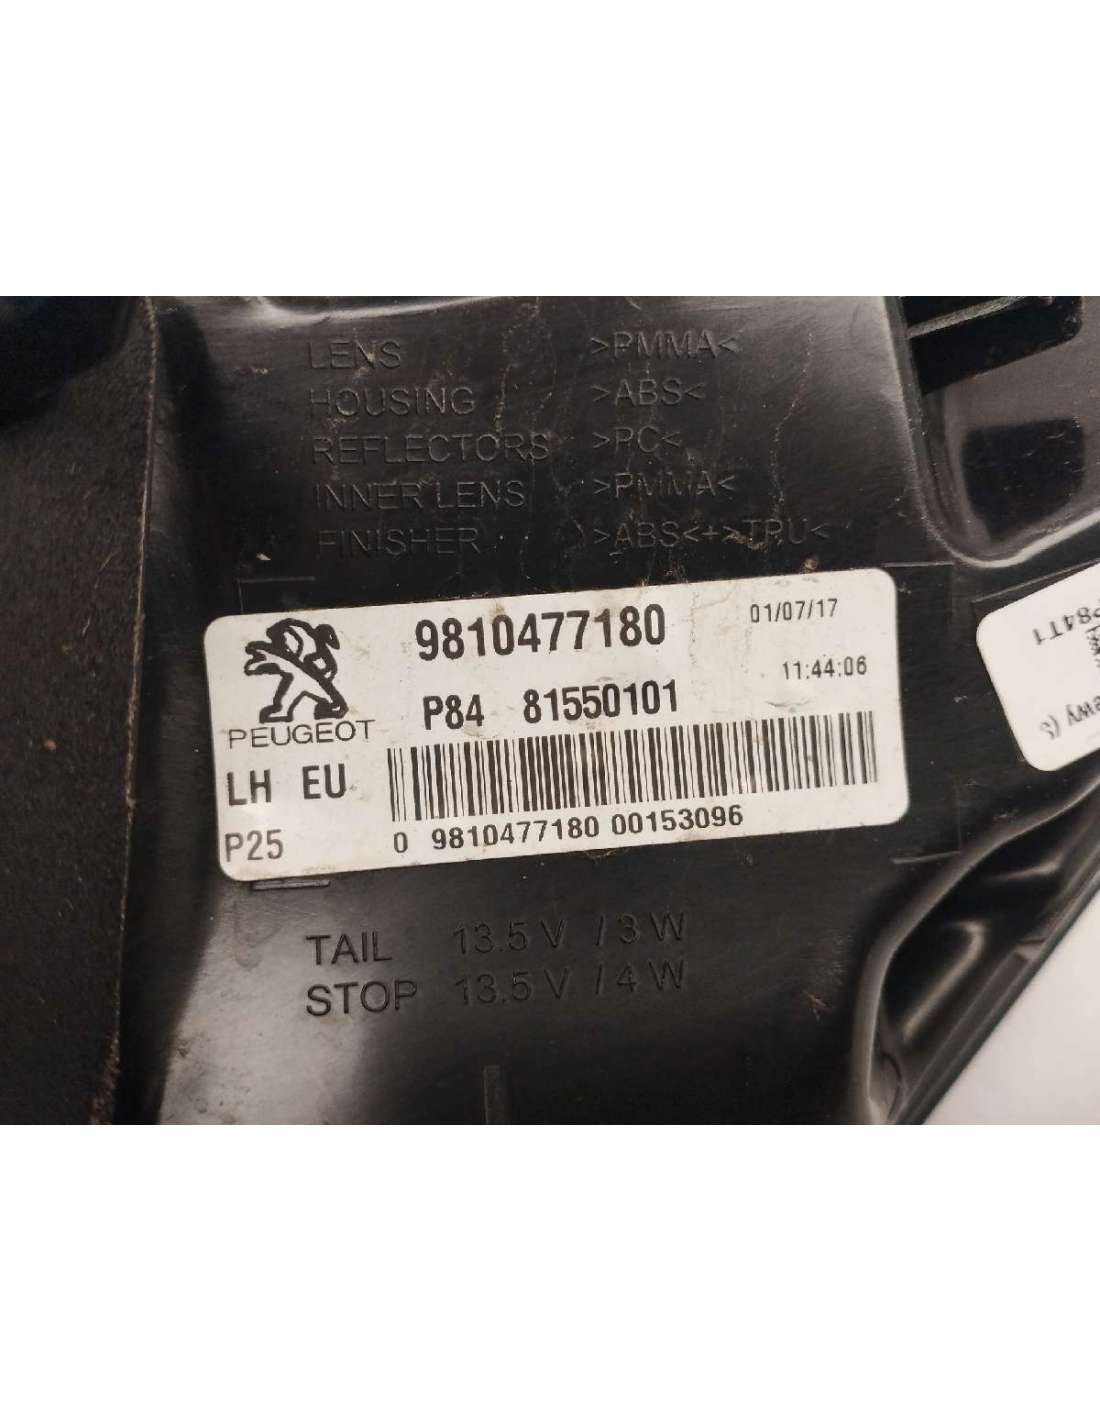 LENS >PMMA<
HOUSING >ABS<
REFLECTORS >PC<
INNER LENS >PMMA<
FINISHER >ABS<+>TPU<
9810477180 01/07/17
P84 81550101 11:44:06
PEUGEOT
LH EU
P25
0 9810477180 00153096
TAIL 13.5 V / 3 W
STOP 13.5 V / 4 W
P84T1